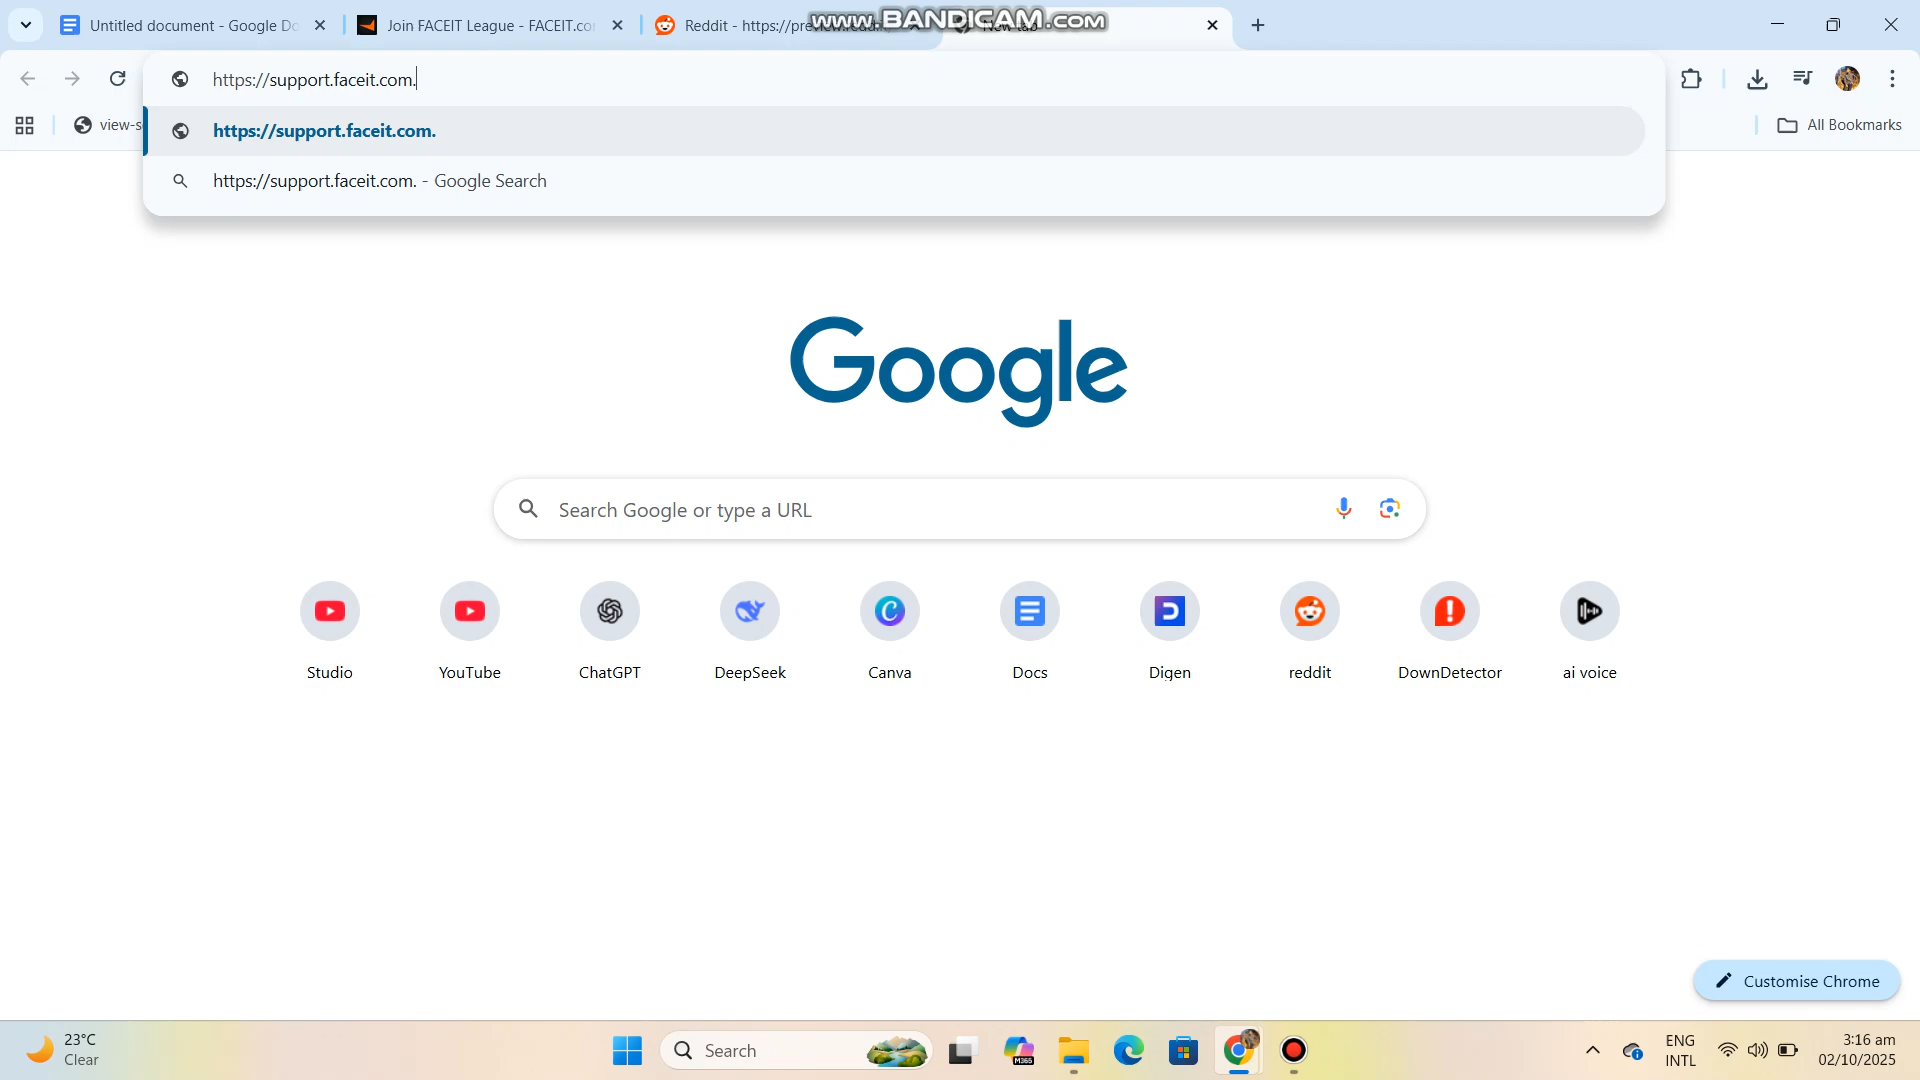 Untitled document - Google Do
Join FACEIT League - FACEIT.co
Reddit - https://preview.redd.
www.BANDICAM.com
New tab
https://support.faceit.com.
https://support.faceit.com.
https://support.faceit.com. - Google Search
view-s
All Bookmarks
Google
Search Google or type a URL
Studio
YouTube
ChatGPT
DeepSeek
Canva
Docs
Digen
reddit
DownDetector
ai voice
Customise Chrome
23°C
Clear
Search
M365
ENG
INTL
3:16 am
02/10/2025